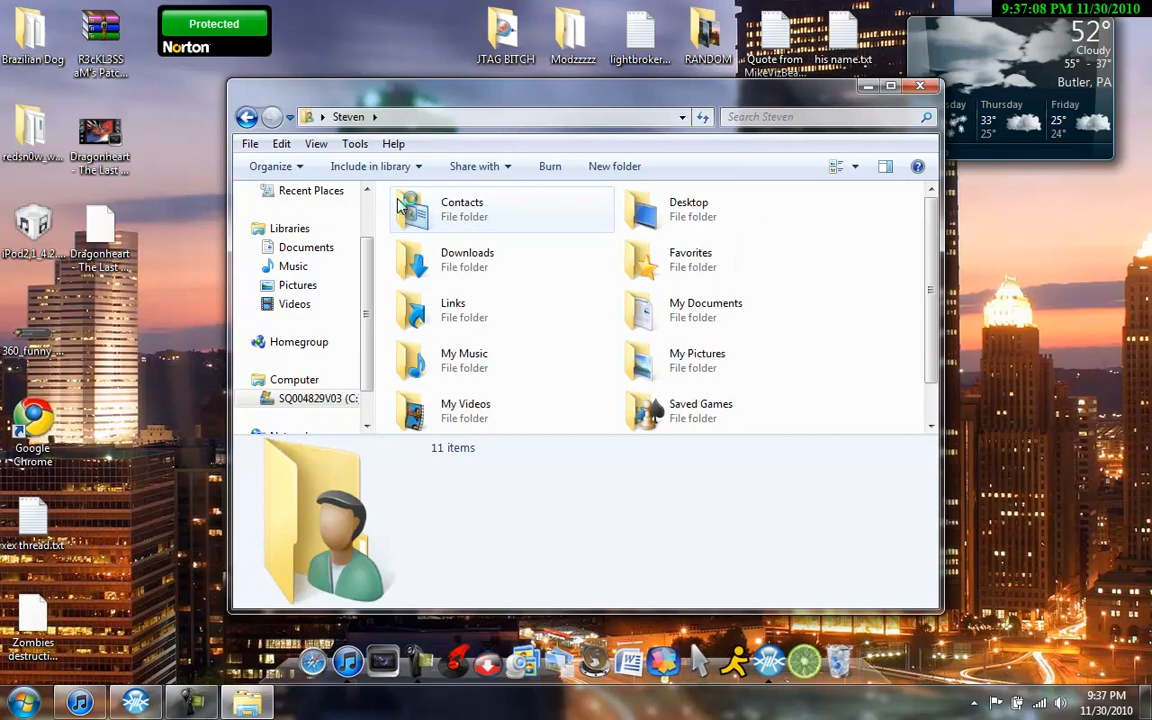 9:37:08 PM 11/30/2010
Protected
Norton
Brazilian Dog
R3cKL3SS
aM's Patc...
JTAG BITCH
Modzzzz
lightbroker...
RANDOM
Quote from
MikeVizBea...
his name.txt
52°
Cloudy
55° - 37°
Butler, PA
sday
Thursday
33°
25°
Friday
25°
24°
Steven
Search Steven
File
Edit
View
Tools
Help
Organize
Include in library
Share with
Burn
New folder
redsn0w_w...
Dragonheart
- The Last ...
iPod2,1_4.2....
Dragonheart
- The Last ...
360_funny_...
Google
Chrome
xex thread.txt
Zombies
destructi...
Recent Places
Libraries
Documents
Music
Pictures
Videos
Homegroup
Computer
SQ004829V03 (C:
Contacts
File folder
Desktop
File folder
Downloads
File folder
Favorites
File folder
Links
File folder
My Documents
File folder
My Music
File folder
My Pictures
File folder
My Videos
File folder
Saved Games
File folder
11 items
9:37 PM
11/30/2010